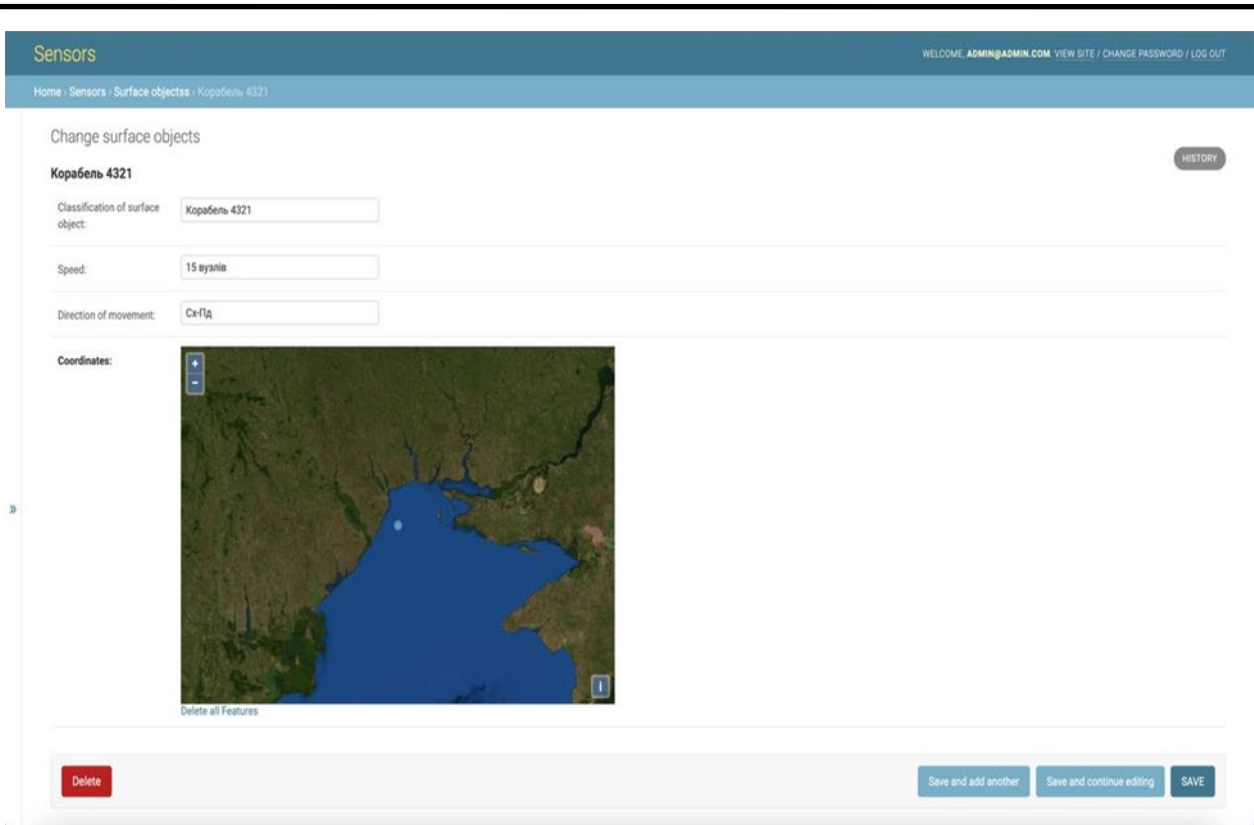 Sensors
WELCOME, ADMIN@ADMIN.COM. VIEW SITE / CHANGE PASSWORD / LOG OUT
Home › Sensors › Surface objectss › Корабель 4321
Change surface objects
HISTORY
Корабель 4321
Classification of surface
object:
Корабель 4321
Speed:
15 вузлів
Direction of movement:
Сх-Пд
Coordinates:
+
–
i
Delete all Features
»
Delete
Save and add another
Save and continue editing
SAVE